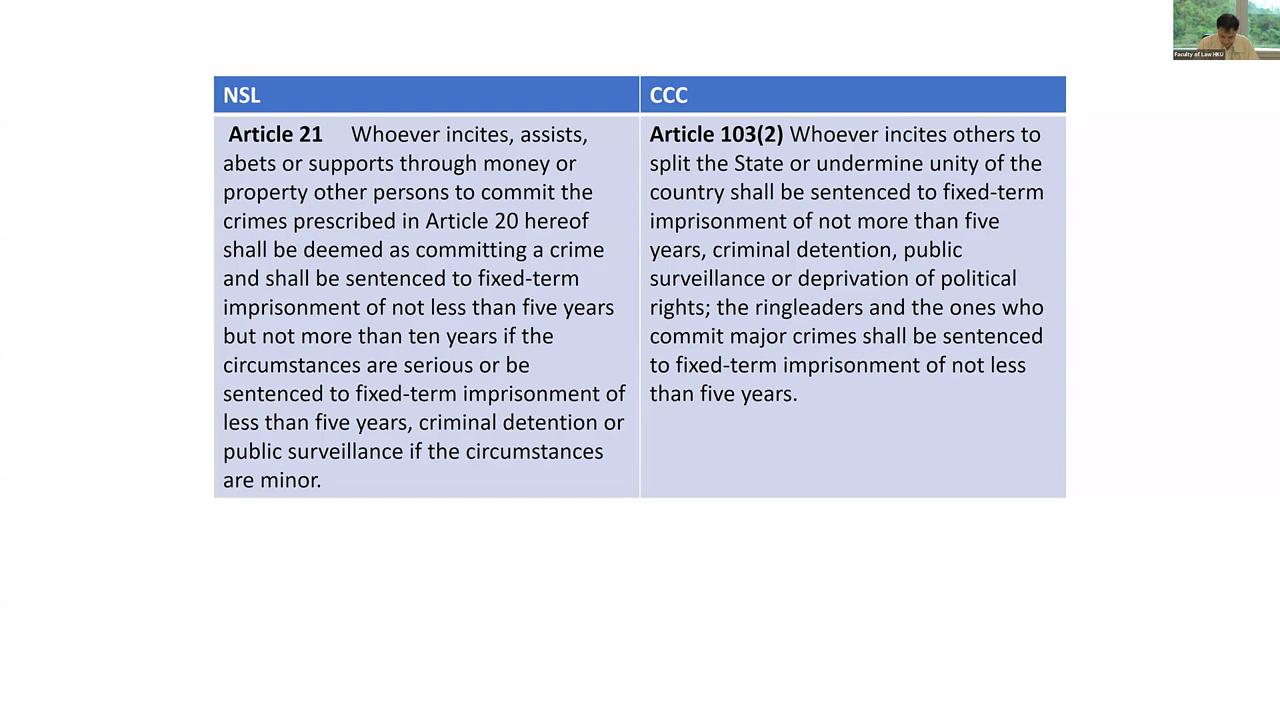 Faculty of Law HKU
NSL
Article 21 Whoever incites, assists,
abets or supports through money or
property other persons to commit the
crimes prescribed in Article 20 hereof
shall be deemed as committing a crime
and shall be sentenced to fixed-term
imprisonment of not less than five years
but not more than ten years if the
circumstances are serious or be
sentenced to fixed-term imprisonment of
less than five years, criminal detention or
public surveillance if the circumstances
are minor.
CCC
Article 103(2) Whoever incites others to
split the State or undermine unity of the
country shall be sentenced to fixed-term
imprisonment of not more than five
years, criminal detention, public
surveillance or deprivation of political
rights; the ringleaders and the ones who
commit major crimes shall be sentenced
to fixed-term imprisonment of not less
than five years.